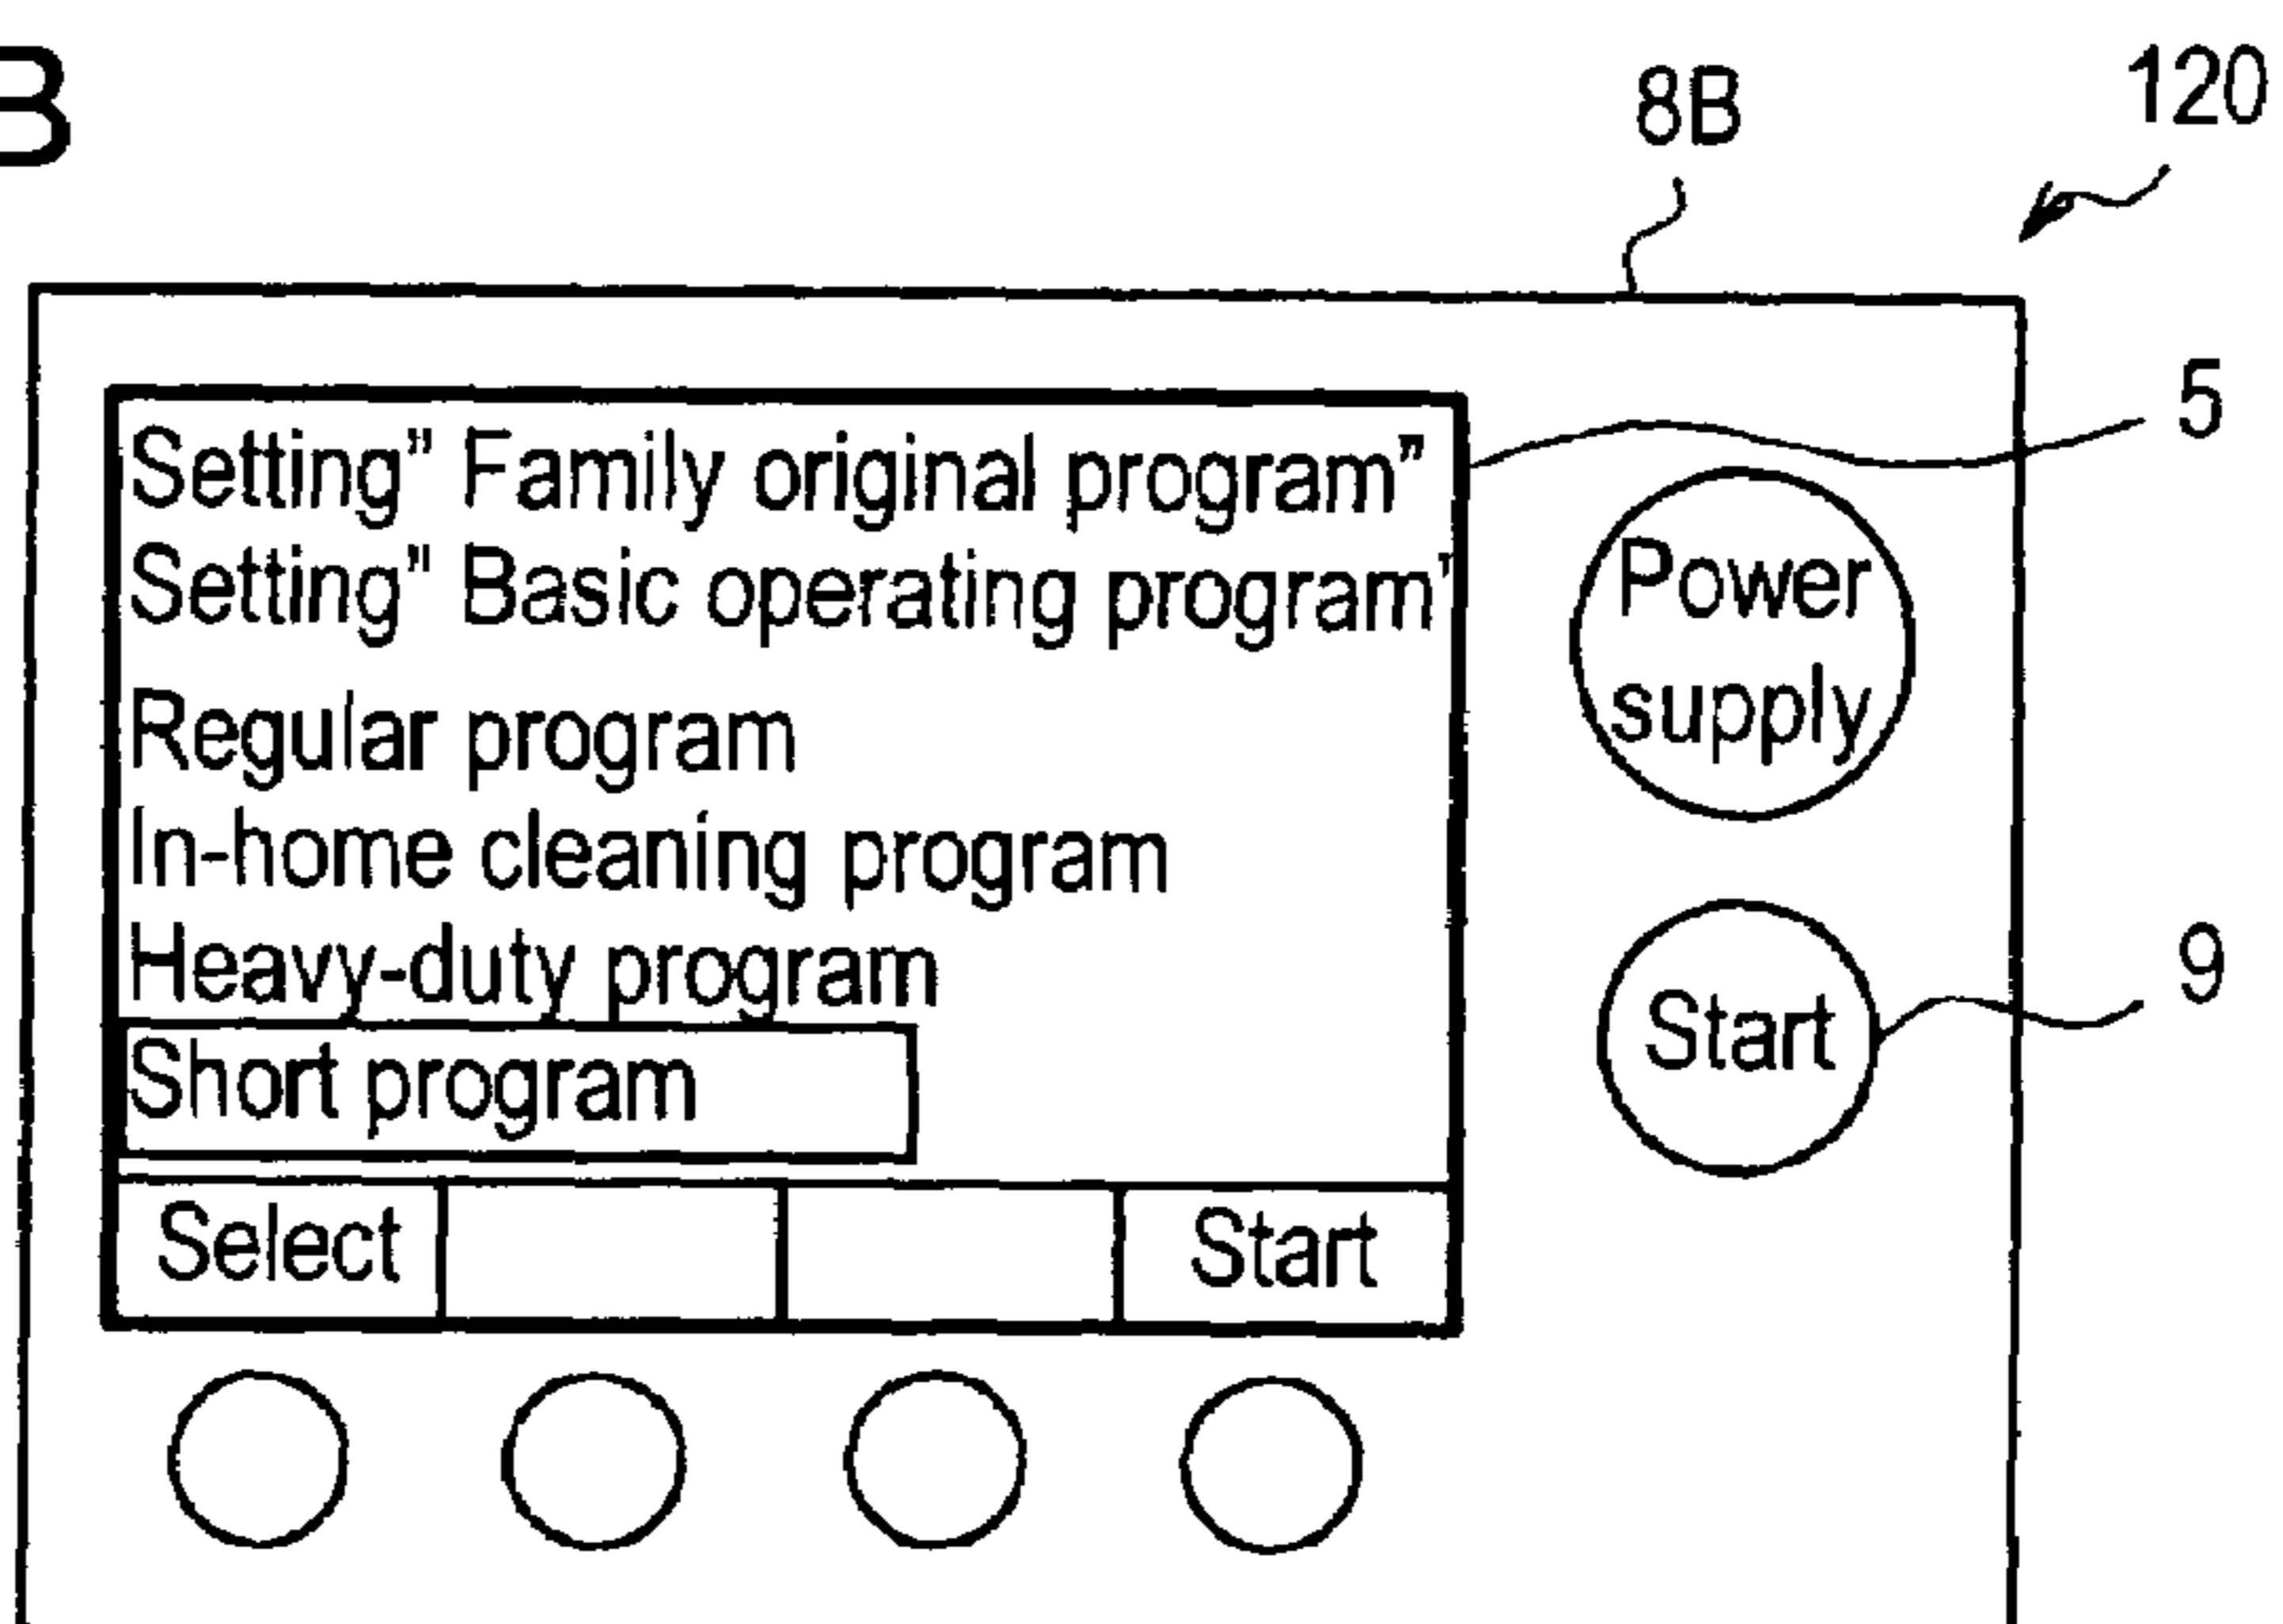 B
8B
120
5
Setting” Family original program”
Setting” Basic operating program”
Power
supply
Regular program
In-home cleaning program
Heavy-duty program
9
Start
Short program
Select
Start